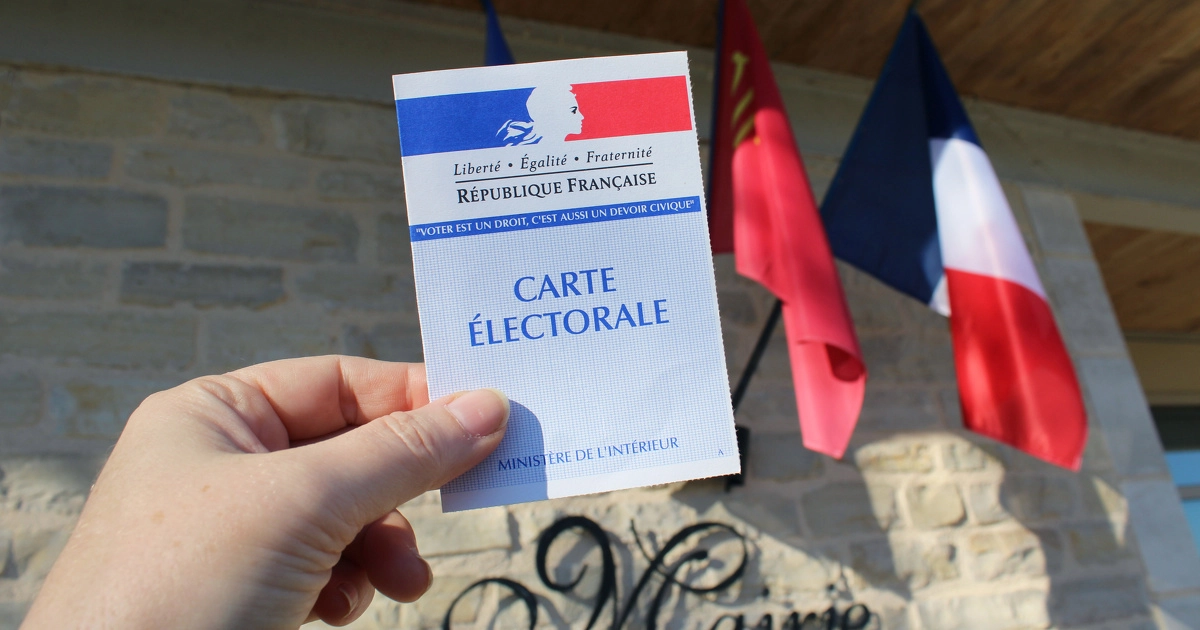 Liberté • Égalité • Fraternité
RÉPUBLIQUE FRANÇAISE
"VOTER EST UN DROIT, C'EST AUSSI UN DEVOIR CIVIQUE"
CARTE
ÉLECTORALE
MINISTÈRE DE L'INTÉRIEUR
A
Mairie